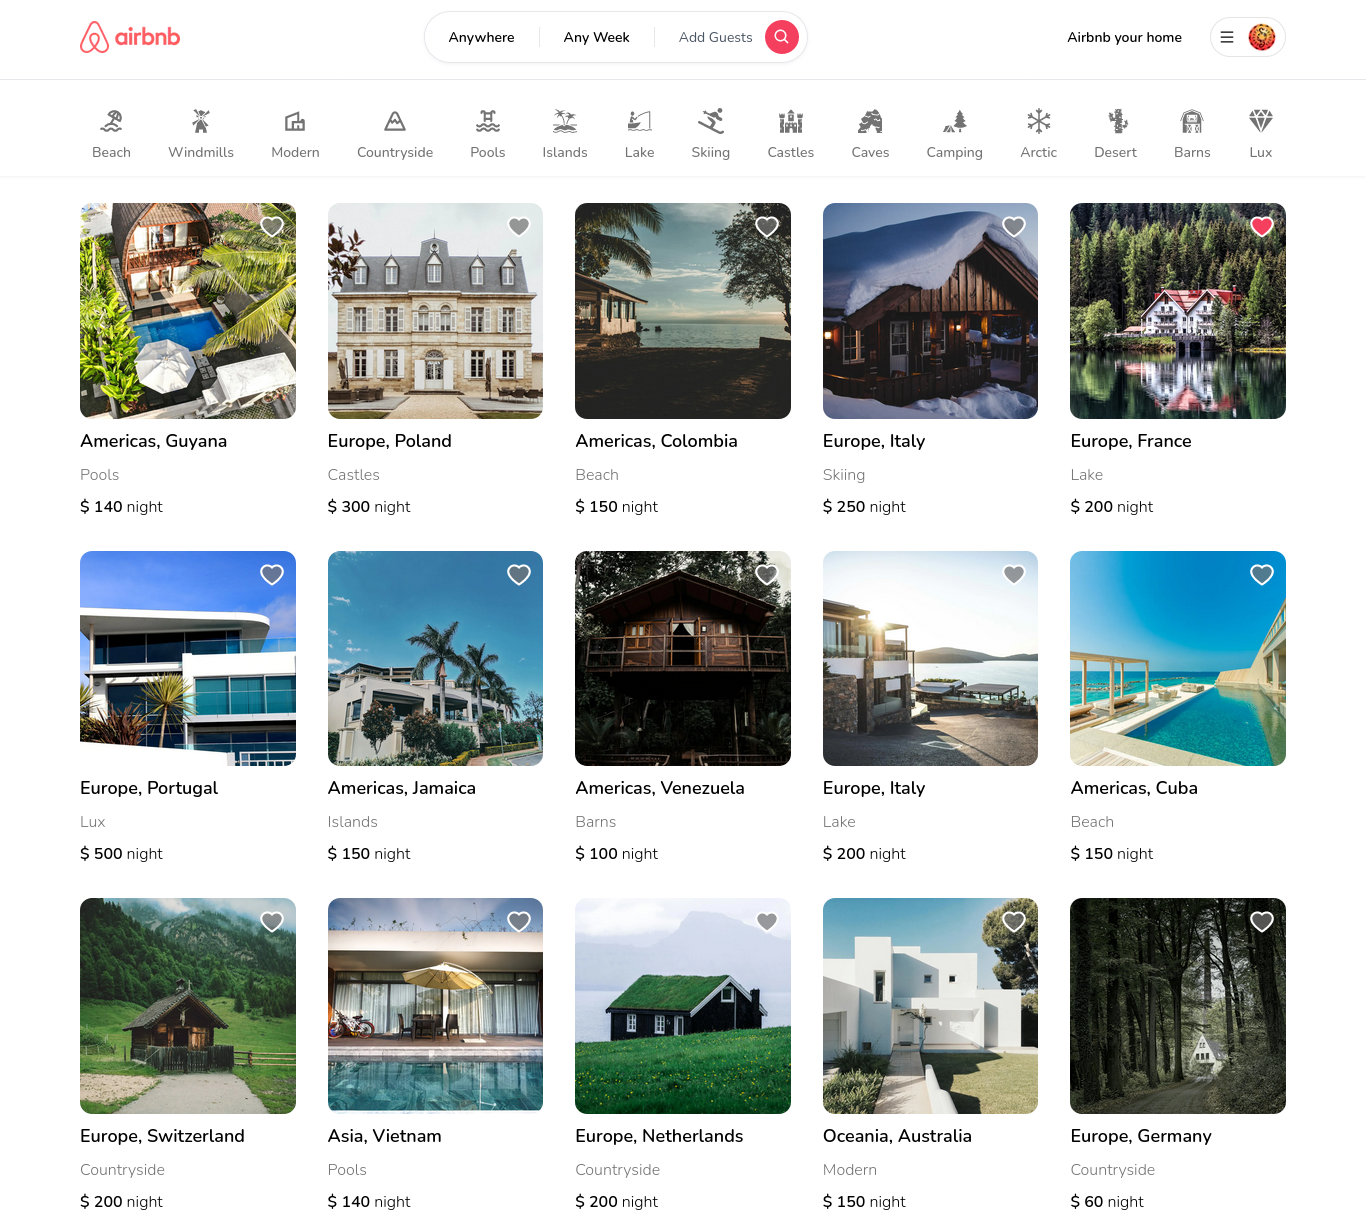 airbnb
Anywhere Any Week Add Guests
Airbnb your home
Beach Windmills Modern Countryside Pools Islands Lake Skiing Castles Caves Camping Arctic Desert Barns Lux
Americas, Guyana
Pools
$ 140 night
Europe, Poland
Castles
$ 300 night
Americas, Colombia
Beach
$ 150 night
Europe, Italy
Skiing
$ 250 night
Europe, France
Lake
$ 200 night
Europe, Portugal
Lux
$ 500 night
Americas, Jamaica
Islands
$ 150 night
Americas, Venezuela
Barns
$ 100 night
Europe, Italy
Lake
$ 200 night
Americas, Cuba
Beach
$ 150 night
Europe, Switzerland
Countryside
$ 200 night
Asia, Vietnam
Pools
$ 140 night
Europe, Netherlands
Countryside
$ 200 night
Oceania, Australia
Modern
$ 150 night
Europe, Germany
Countryside
$ 60 night